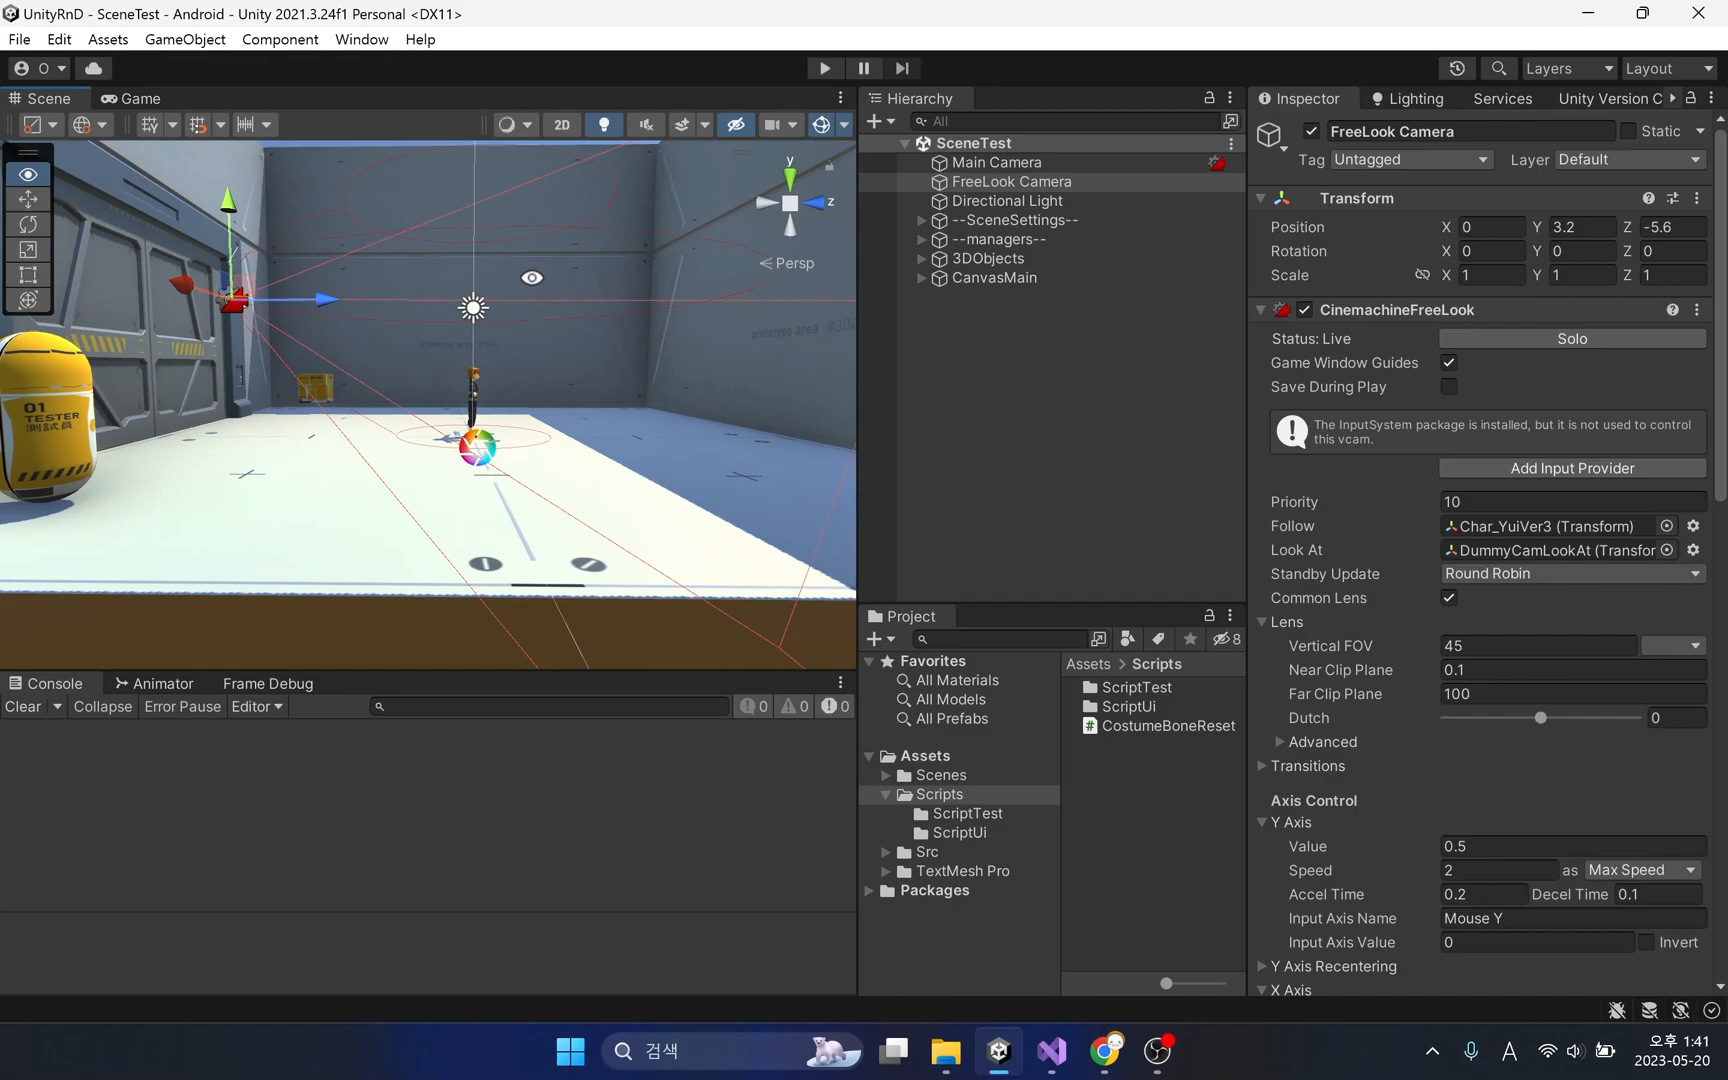 UnityRnD - SceneTest - Android - Unity 2021.3.24f1 Personal <DX11>
File Edit Assets GameObject Component Window Help
O
Layers Layout
Scene Game
2D
y
z
Persp
prototype area #304
01
TESTER
測試員
Hierarchy
All
SceneTest
Main Camera
FreeLook Camera
Directional Light
--SceneSettings--
--managers--
3DObjects
CanvasMain
Console Animator Frame Debug
Clear Collapse Error Pause Editor 0 0 0
Project
8
Favorites
All Materials
All Models
All Prefabs
Assets
Scenes
Scripts
ScriptTest
ScriptUi
Src
TextMesh Pro
Packages
Assets > Scripts
ScriptTest
ScriptUi
CostumeBoneReset
Inspector Lighting Services Unity Version C
FreeLook Camera Static
Tag Untagged Layer Default
Transform
Position X 0 Y 3.2 Z -5.6
Rotation X 0 Y 0 Z 0
Scale X 1 Y 1 Z 1
CinemachineFreeLook
Status: Live Solo
Game Window Guides
Save During Play
The InputSystem package is installed, but it is not used to control
this vcam.
Add Input Provider
Priority 10
Follow Char_YuiVer3 (Transform)
Look At DummyCamLookAt (Transfor
Standby Update Round Robin
Common Lens
Lens
Vertical FOV 45
Near Clip Plane 0.1
Far Clip Plane 100
Dutch 0
Advanced
Transitions
Axis Control
Y Axis
Value 0.5
Speed 2 as Max Speed
Accel Time 0.2 Decel Time 0.1
Input Axis Name Mouse Y
Input Axis Value 0 Invert
Y Axis Recentering
X Axis
검색
A
오후 1:41
2023-05-20